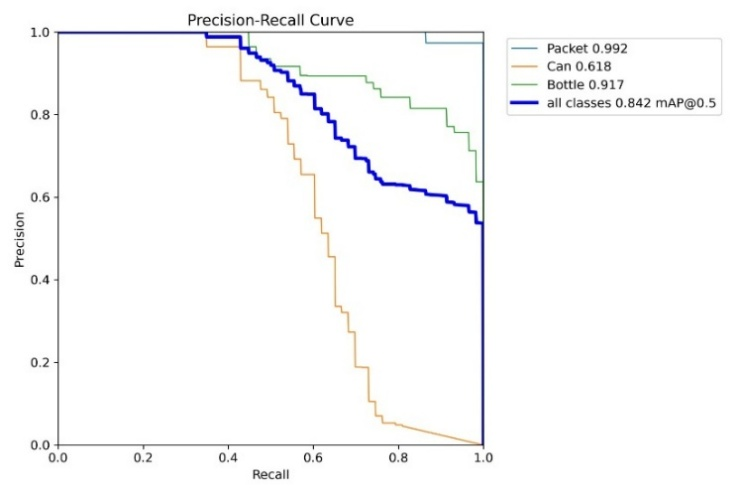 Precision-Recall Curve
Packet 0.992
Can 0.618
Bottle 0.917
all classes 0.842 mAP@0.5
Precision
1.0
0.8
0.6
0.4
0.2
0.0
0.0 0.2 0.4 0.6 0.8 1.0
Recall